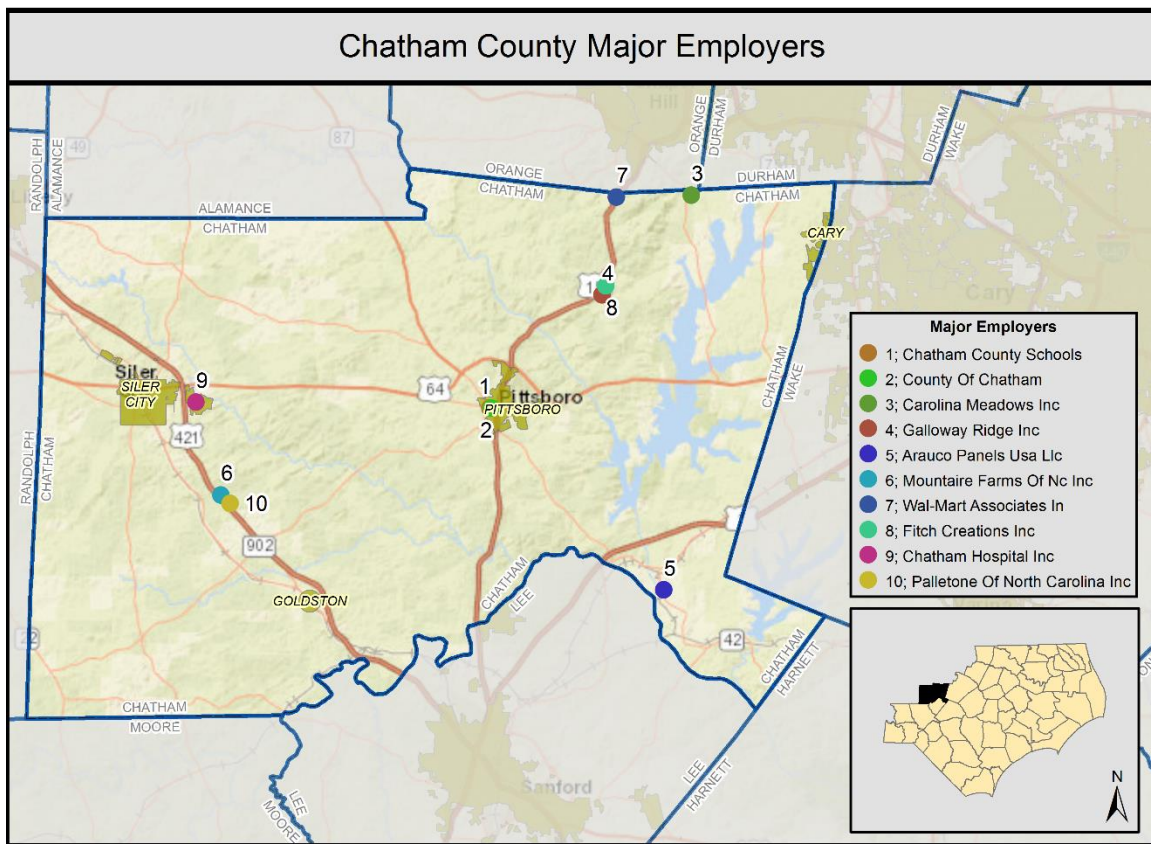 Chatham County Major Employers
Hill
87
49
ORANGE
DURHAM
DURHAM
WAKE
RANDOLPH
ALAMANCE
ORANGE
CHATHAM
7
3
DURHAM
CHATHAM
ALAMANCE
CHATHAM
CARY
4
8
Cary
Siler
SILER
CITY
9
64
1
Pittsboro
PITTSBORO
2
CHATHAM
WAKE
421
RANDOLPH
CHATHAM
6
10
902
GOLDSTON
CHATHAM
LEE
5
42
22
CHATHAM
HARNETT
CHATHAM
MOORE
LEE
MOORE
Sanford
LEE
HARNETT
Major Employers
1; Chatham County Schools
2; County Of Chatham
3; Carolina Meadows Inc
4; Galloway Ridge Inc
5; Arauco Panels Usa Llc
6; Mountaire Farms Of Nc Inc
7; Wal-Mart Associates In
8; Fitch Creations Inc
9; Chatham Hospital Inc
10; Palletone Of North Carolina Inc
N